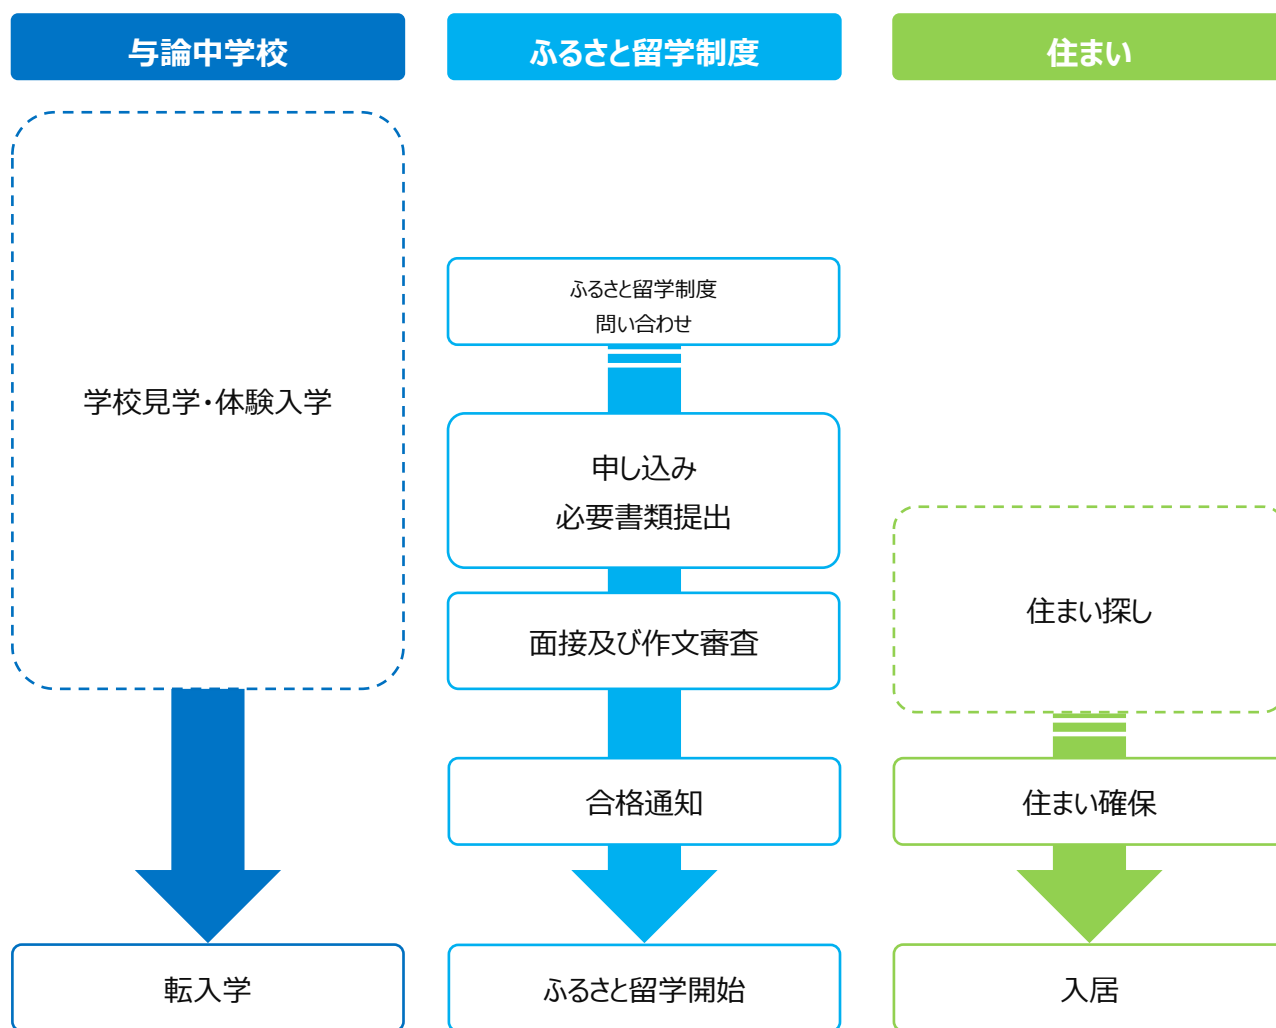 与論中学校
ふるさと留学制度
住まい
学校見学・体験入学
転入学
ふるさと留学制度
問い合わせ
申し込み
必要書類提出
面接及び作文審査
合格通知
ふるさと留学開始
住まい探し
住まい確保
入居